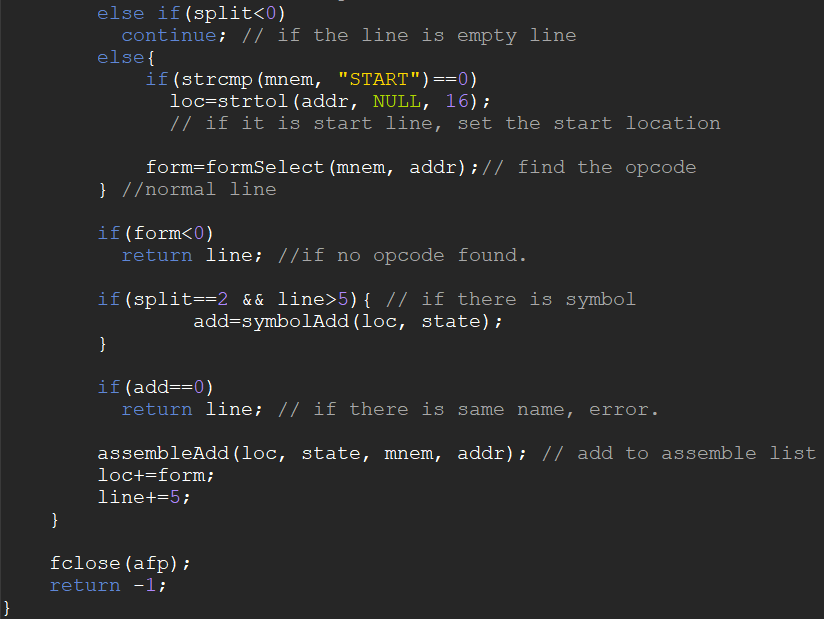 else if(split<0)
continue; // if the line is empty line
else{
if(strcmp(mnem, "START")==0)
loc=strtol(addr, NULL, 16);
// if it is start line, set the start location
form=formSelect(mnem, addr);// find the opcode
} //normal line
if(form<0)
return line; //if no opcode found.
if(split==2 && line>5){ // if there is symbol
add=symbolAdd(loc, state);
}
if(add==0)
return line; // if there is same name, error.
assembleAdd(loc, state, mnem, addr); // add to assemble list
loc+=form;
line+=5;
}
fclose(afp);
return -1;
}